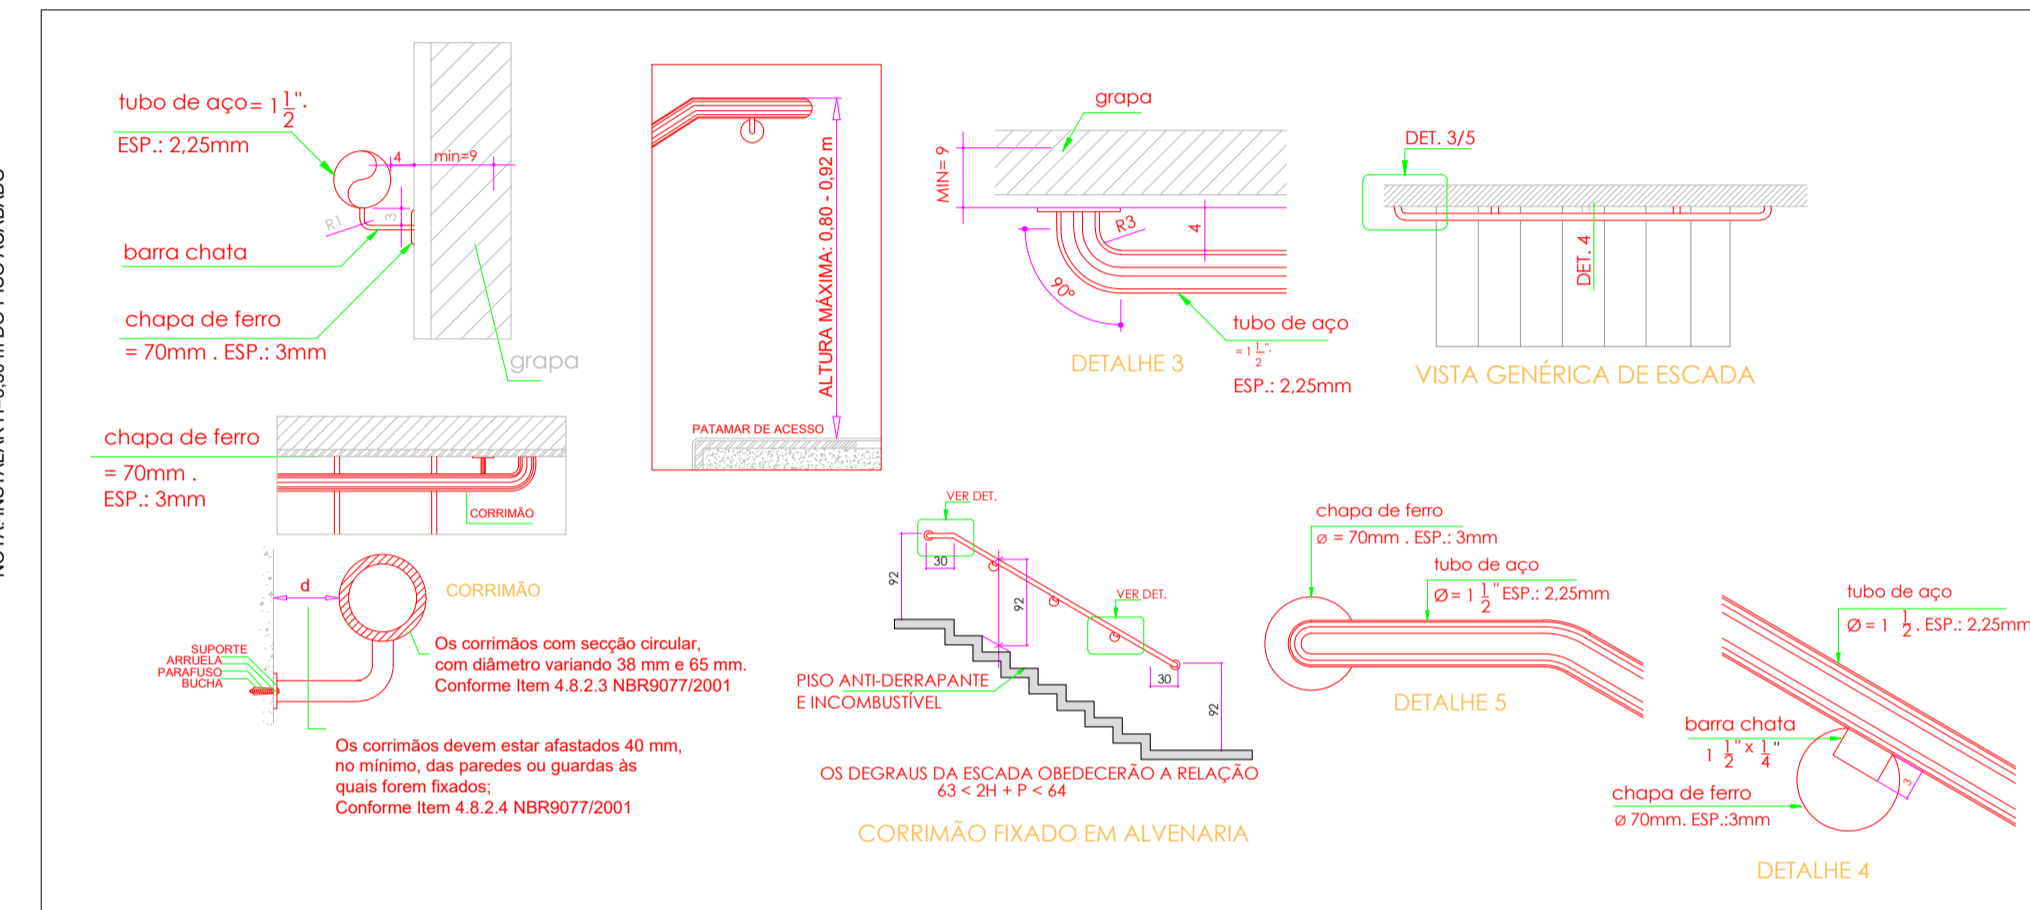 tubo de aço= 1 1/2".
ESP.: 2,25mm
4
min=9
R1
3
barra chata
chapa de ferro
= 70mm . ESP.: 3mm
grapa
ALTURA MÁXIMA: 0,80 - 0,92 m
PATAMAR DE ACESSO
grapa
MIN= 9
R3
4
90°
tubo de aço
=1 1/2".
ESP.: 2,25mm
DETALHE 3
DET. 3/5
DET. 4
VISTA GENÉRICA DE ESCADA
chapa de ferro
= 70mm .
ESP.: 3mm
CORRIMÃO
d
CORRIMÃO
SUPORTE
ARRUELA
PARAFUSO
BUCHA
Os corrimãos com secção circular,
com diâmetro variando 38 mm e 65 mm.
Conforme Item 4.8.2.3 NBR9077/2001
Os corrimãos devem estar afastados 40 mm,
no mínimo, das paredes ou guardas às
quais forem fixados;
Conforme Item 4.8.2.4 NBR9077/2001
VER DET.
30
92
92
VER DET.
30
92
PISO ANTI-DERRAPANTE
E INCOMBUSTÍVEL
OS DEGRAUS DA ESCADA OBEDECERÃO A RELAÇÃO
63 < 2H + P < 64
CORRIMÃO FIXADO EM ALVENARIA
chapa de ferro
ø = 70mm . ESP.: 3mm
tubo de aço
Ø= 1 1/2" ESP.: 2,25mm
DETALHE 5
tubo de aço
Ø= 1 1/2 . ESP.: 2,25mm
barra chata
1 1/2" x 1/4"
3
chapa de ferro
ø 70mm. ESP.:3mm
DETALHE 4